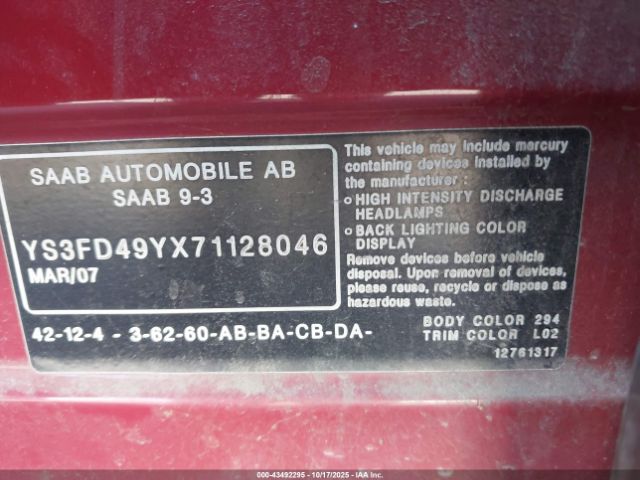 SAAB AUTOMOBILE AB
SAAB 9-3
YS3FD49YX71128046
MAR/07
This vehicle may include mercury
containing devices installed by
the manufacturer :
o HIGH INTENSITY DISCHARGE
HEADLAMPS
o BACK LIGHTING COLOR
DISPLAY
Remove devices before vehicle
disposal. Upon removal of devices,
please reuse, recycle or dispose as
hazardous waste.
42-12-4 - 3-62-60-AB-BA-CB-DA-
BODY COLOR 294
TRIM COLOR L02
12761317
© - 43492295 - 10/17/2025 - IAA Holdings, LLC